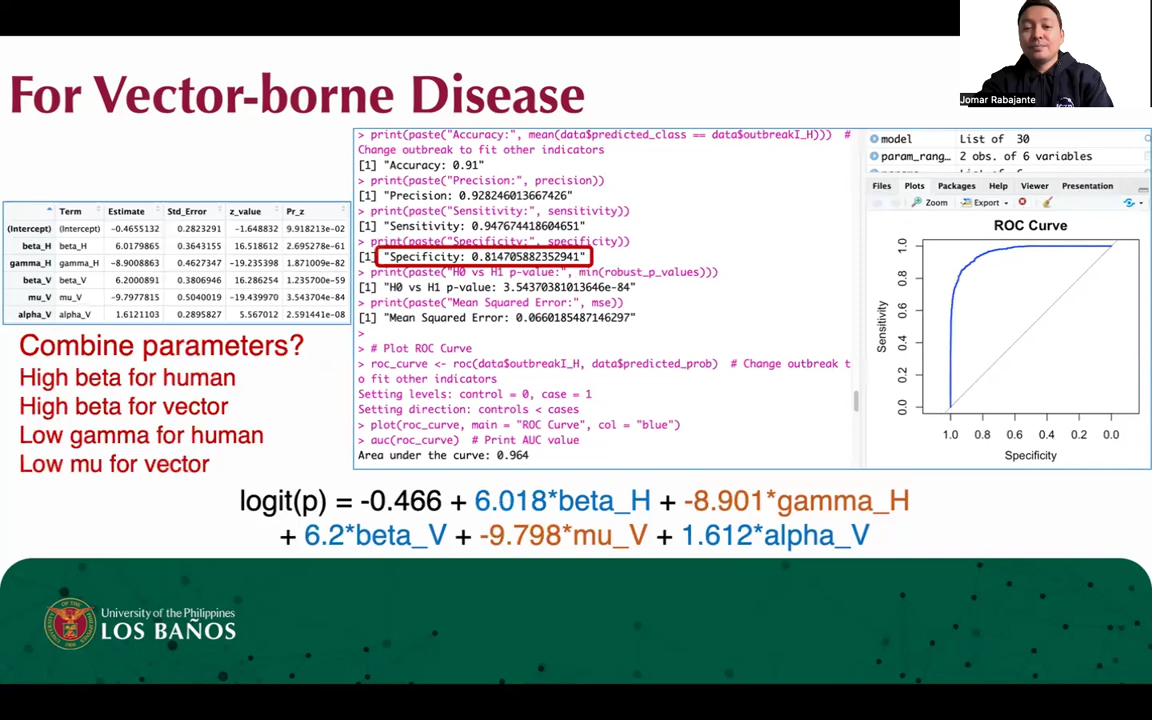 Jomar Rabajante
For Vector-borne Disease
Term Estimate Std_Error z_value Pr_z
(Intercept) (Intercept) -0.4655132 0.2823291 -1.648832 9.918213e-02
beta_H beta_H 6.0179865 0.3643155 16.518612 2.695278e-61
gamma_H gamma_H -8.9008863 0.4627347 -19.235398 1.871009e-82
beta_V beta_V 6.2000869 0.3806946 16.286254 1.235700e-59
mu_V mu_V -9.7977815 0.5040019 -19.439970 3.543704e-84
alpha_V alpha_V 1.6121103 0.2895827 5.567012 2.591441e-08
Combine parameters?
High beta for human
High beta for vector
Low gamma for human
Low mu for vector
> print(paste("Accuracy:", mean(data$predicted_class == data$outbreakI_H))) #
Change outbreak to fit other indicators
[1] "Accuracy: 0.91"
> print(paste("Precision:", precision))
[1] "Precision: 0.928246013667426"
> print(paste("Sensitivity:", sensitivity))
[1] "Sensitivity: 0.947674418604651"
> print(paste("Specificity:", specificity))
[1] "Specificity: 0.814705882352941"
> print(paste("H0 vs H1 p-value:", min(robust_p_values)))
[1] "H0 vs H1 p-value: 3.54370381013646e-84"
> print(paste("Mean Squared Error:", mse))
[1] "Mean Squared Error: 0.0660185487146297"
>
> # Plot ROC Curve
> roc_curve <- roc(data$outbreakI_H, data$predicted_prob) # Change outbreak t
o fit other indicators
Setting levels: control = 0, case = 1
Setting direction: controls < cases
> plot(roc_curve, main = "ROC Curve", col = "blue")
> auc(roc_curve) # Print AUC value
Area under the curve: 0.964
model List of 30
param_rang… 2 obs. of 6 variables
Files Plots Packages Help Viewer Presentation
Zoom Export
ROC Curve
Sensitivity
1.0
0.8
0.6
0.4
0.2
0.0
1.0 0.8 0.6 0.4 0.2 0.0
Specificity
logit(p) = -0.466 + 6.018*beta_H + -8.901*gamma_H
+ 6.2*beta_V + -9.798*mu_V + 1.612*alpha_V
University of the Philippines
LOS BAÑOS